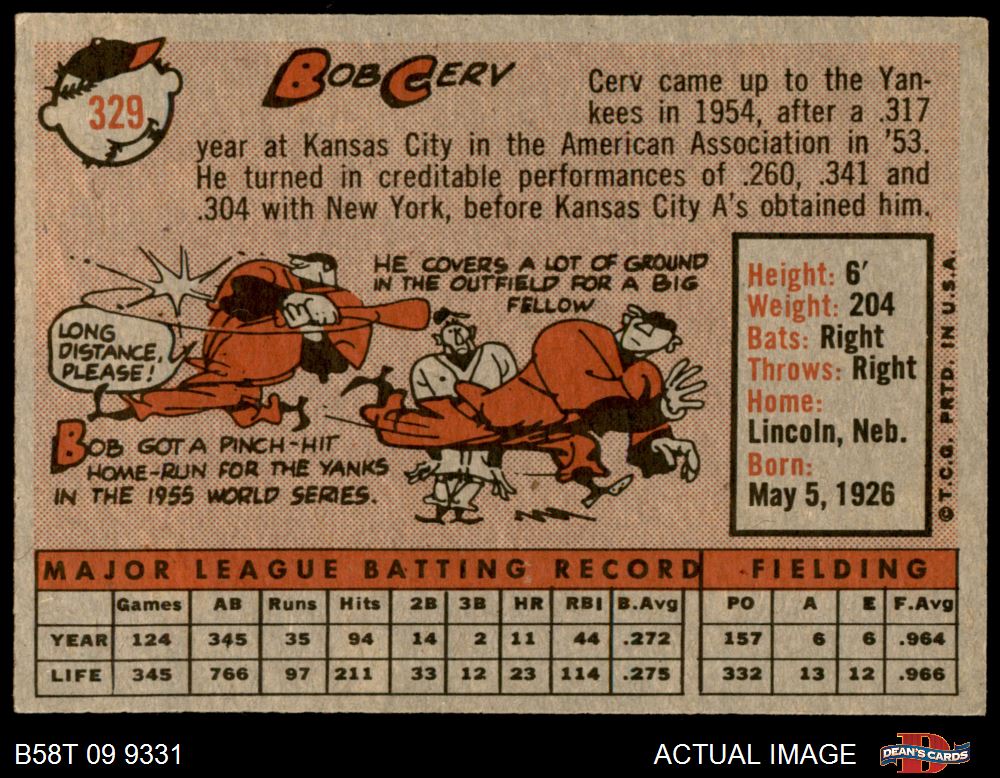 329
BOB CERV
Cerv came up to the Yan-
kees in 1954, after a .317
year at Kansas City in the American Association in '53.
He turned in creditable performances of .260, .341 and
.304 with New York, before Kansas City A's obtained him.
LONG
DISTANCE,
PLEASE!
BOB GOT A PINCH-HIT
HOME-RUN FOR THE YANKS
IN THE 1955 WORLD SERIES.
HE COVERS A LOT OF GROUND
IN THE OUTFIELD FOR A BIG
FELLOW
Height: 6'
Weight: 204
Bats: Right
Throws: Right
Home:
Lincoln, Neb.
Born:
May 5, 1926
© T.C.G. PRTD. IN U.S.A.
MAJOR LEAGUE BATTING RECORD FIELDING
Games AB Runs Hits 2B 3B HR RBI B.Avg PO A E F.Avg
YEAR 124 345 35 94 14 2 11 44 .272 157 6 6 .964
LIFE 345 766 97 211 33 12 23 114 .275 332 13 12 .966
B58T 09 9331 ACTUAL IMAGE DEAN'S CARDS